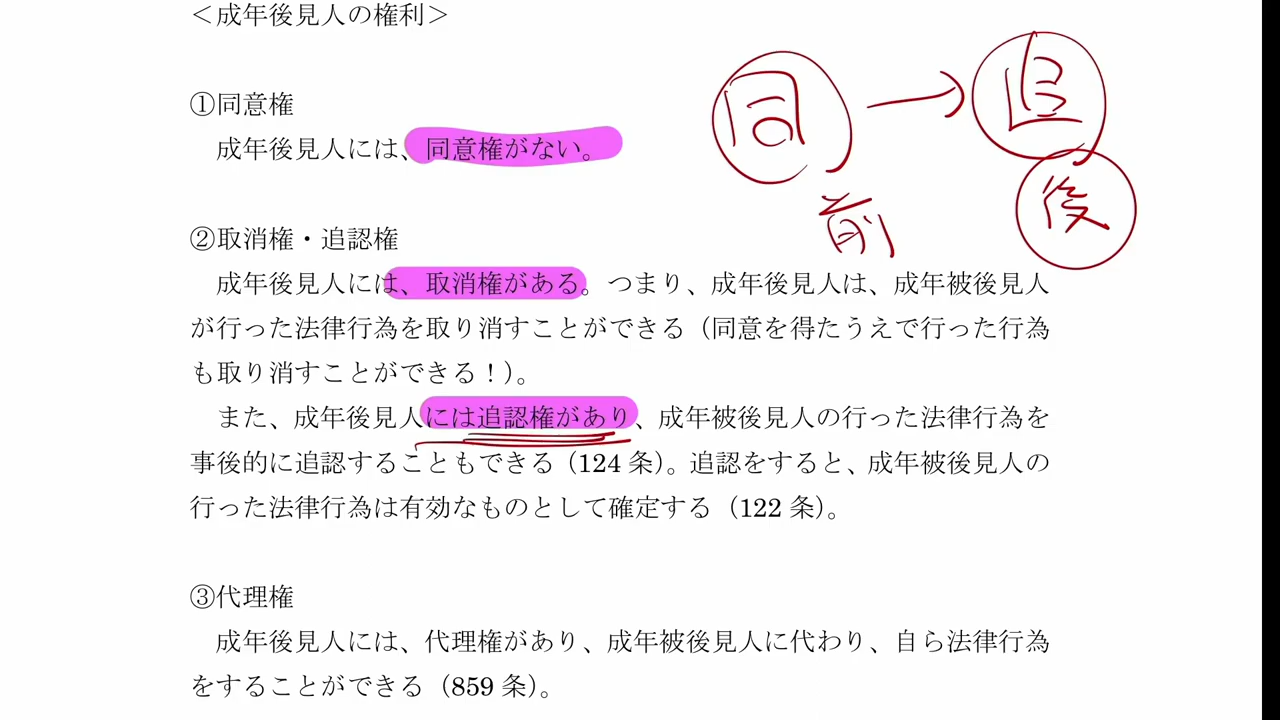 ＜成年後見人の権利＞
①同意権
成年後見人には、同意権がない。
同 → 追
前
後
②取消権・追認権
成年後見人には、取消権がある。つまり、成年後見人は、成年被後見人
が行った法律行為を取り消すことができる（同意を得たうえで行った行為
も取り消すことができる！）。
また、成年後見人には追認権があり、成年被後見人の行った法律行為を
事後的に追認することもできる（124 条）。追認をすると、成年被後見人の
行った法律行為は有効なものとして確定する（122 条）。
③代理権
成年後見人には、代理権があり、成年被後見人に代わり、自ら法律行為
をすることができる（859 条）。